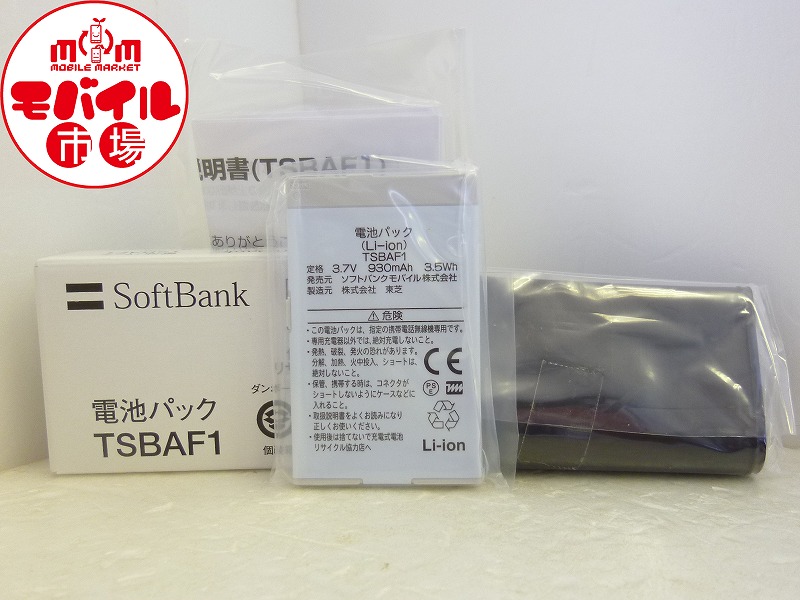 mm
MOBILE MARKET
モバイル
市場
説明書(TSBAF1)
ありがと
SoftBank
電池パック
TSBAF1
ダンボ
電池パック
(Li-ion)
TSBAF1
定格 3.7V 930mAh 3.5Wh
発売元 ソフトバンクモバイル株式会社
製造元 株式会社 東芝
⚠危険
・この電池パックは、指定の携帯電話無線機専用です。
・専用充電器以外では、絶対充電しないこと。
・発熱、破裂、発火の恐れがあります。
分解、加熱、火中投入、ショートは、
絶対しないこと。
・保管、携帯する時は、コネクタが
ショートしないようにケースなどに
入れること。
・取扱説明書をよくお読みになり
正しくお使いください。
・使用後は捨てないで充電式電池
リサイクル協力店へ
CE
PSE
Li-ion